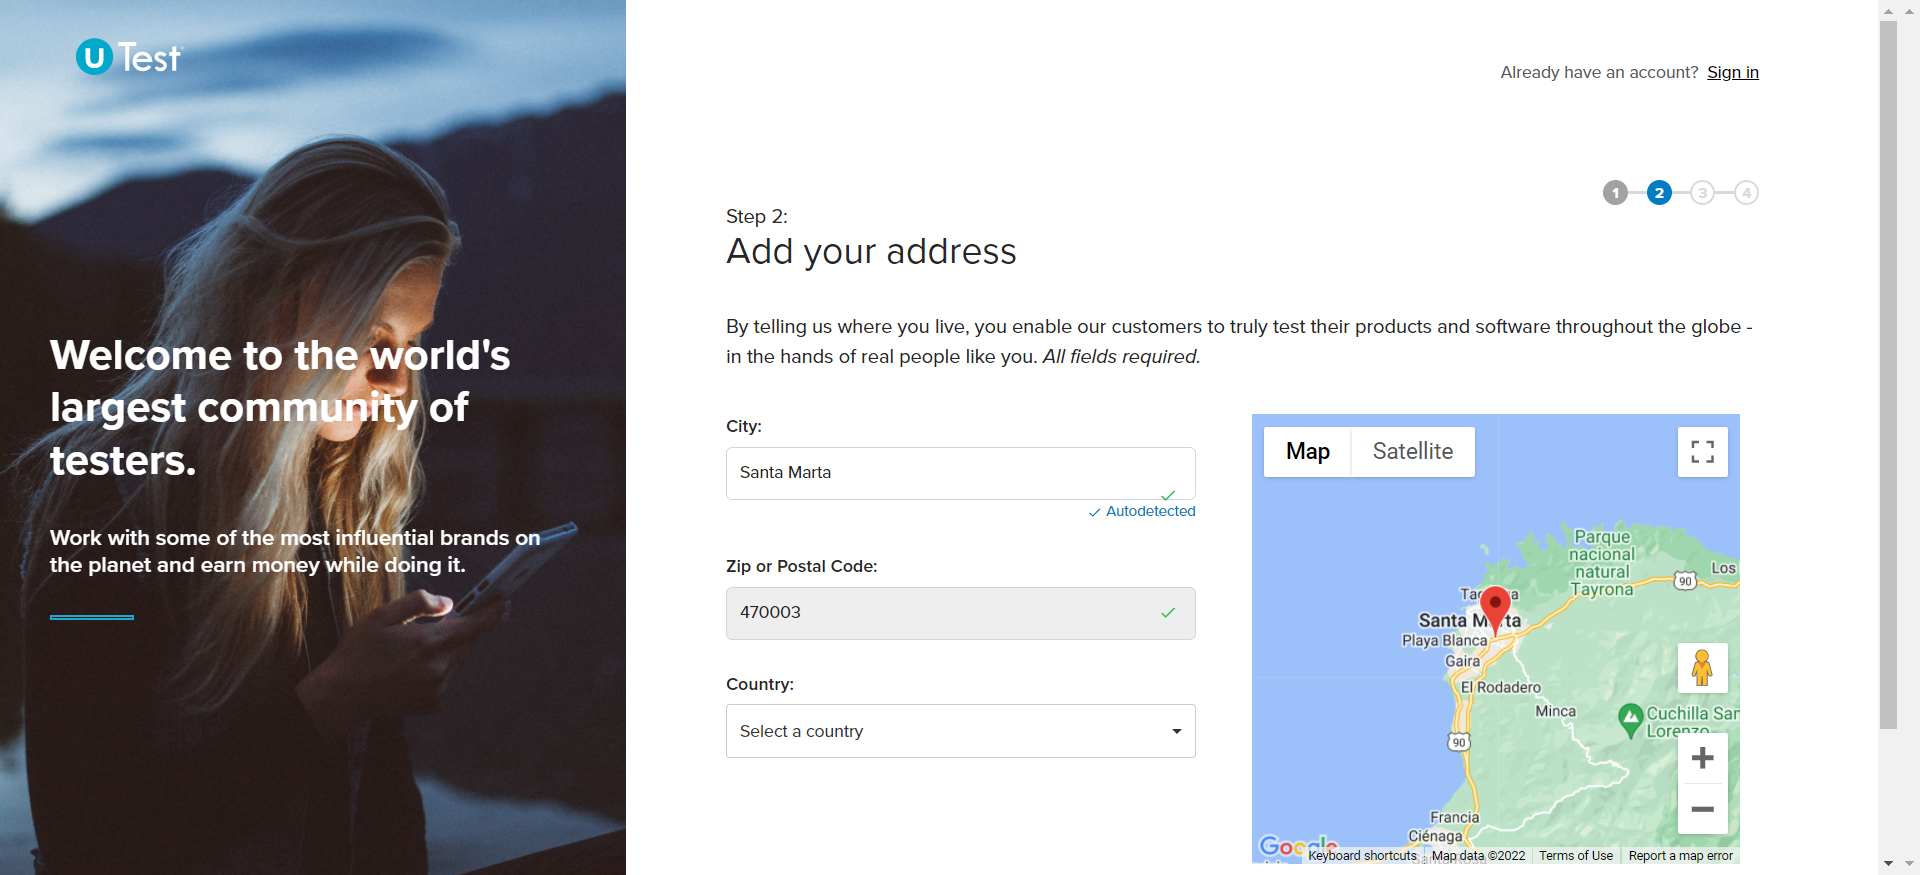 U Test
Already have an account? Sign in
1 2 3 4
Step 2:
Add your address
By telling us where you live, you enable our customers to truly test their products and software throughout the globe -
in the hands of real people like you. All fields required.
Welcome to the world's
largest community of
testers.
Work with some of the most influential brands on
the planet and earn money while doing it.
City:
Santa Marta
Autodetected
Zip or Postal Code:
470003
Country:
Select a country
Map Satellite
Parque
nacional
natural
Tayrona
90
Los
Santa Marta
Playa Blanca
Gaira
El Rodadero
Minca
Cuchilla San
Lorenzo
90
Francia
Ciénaga
Google
Keyboard shortcuts Map data ©2022 Terms of Use Report a map error